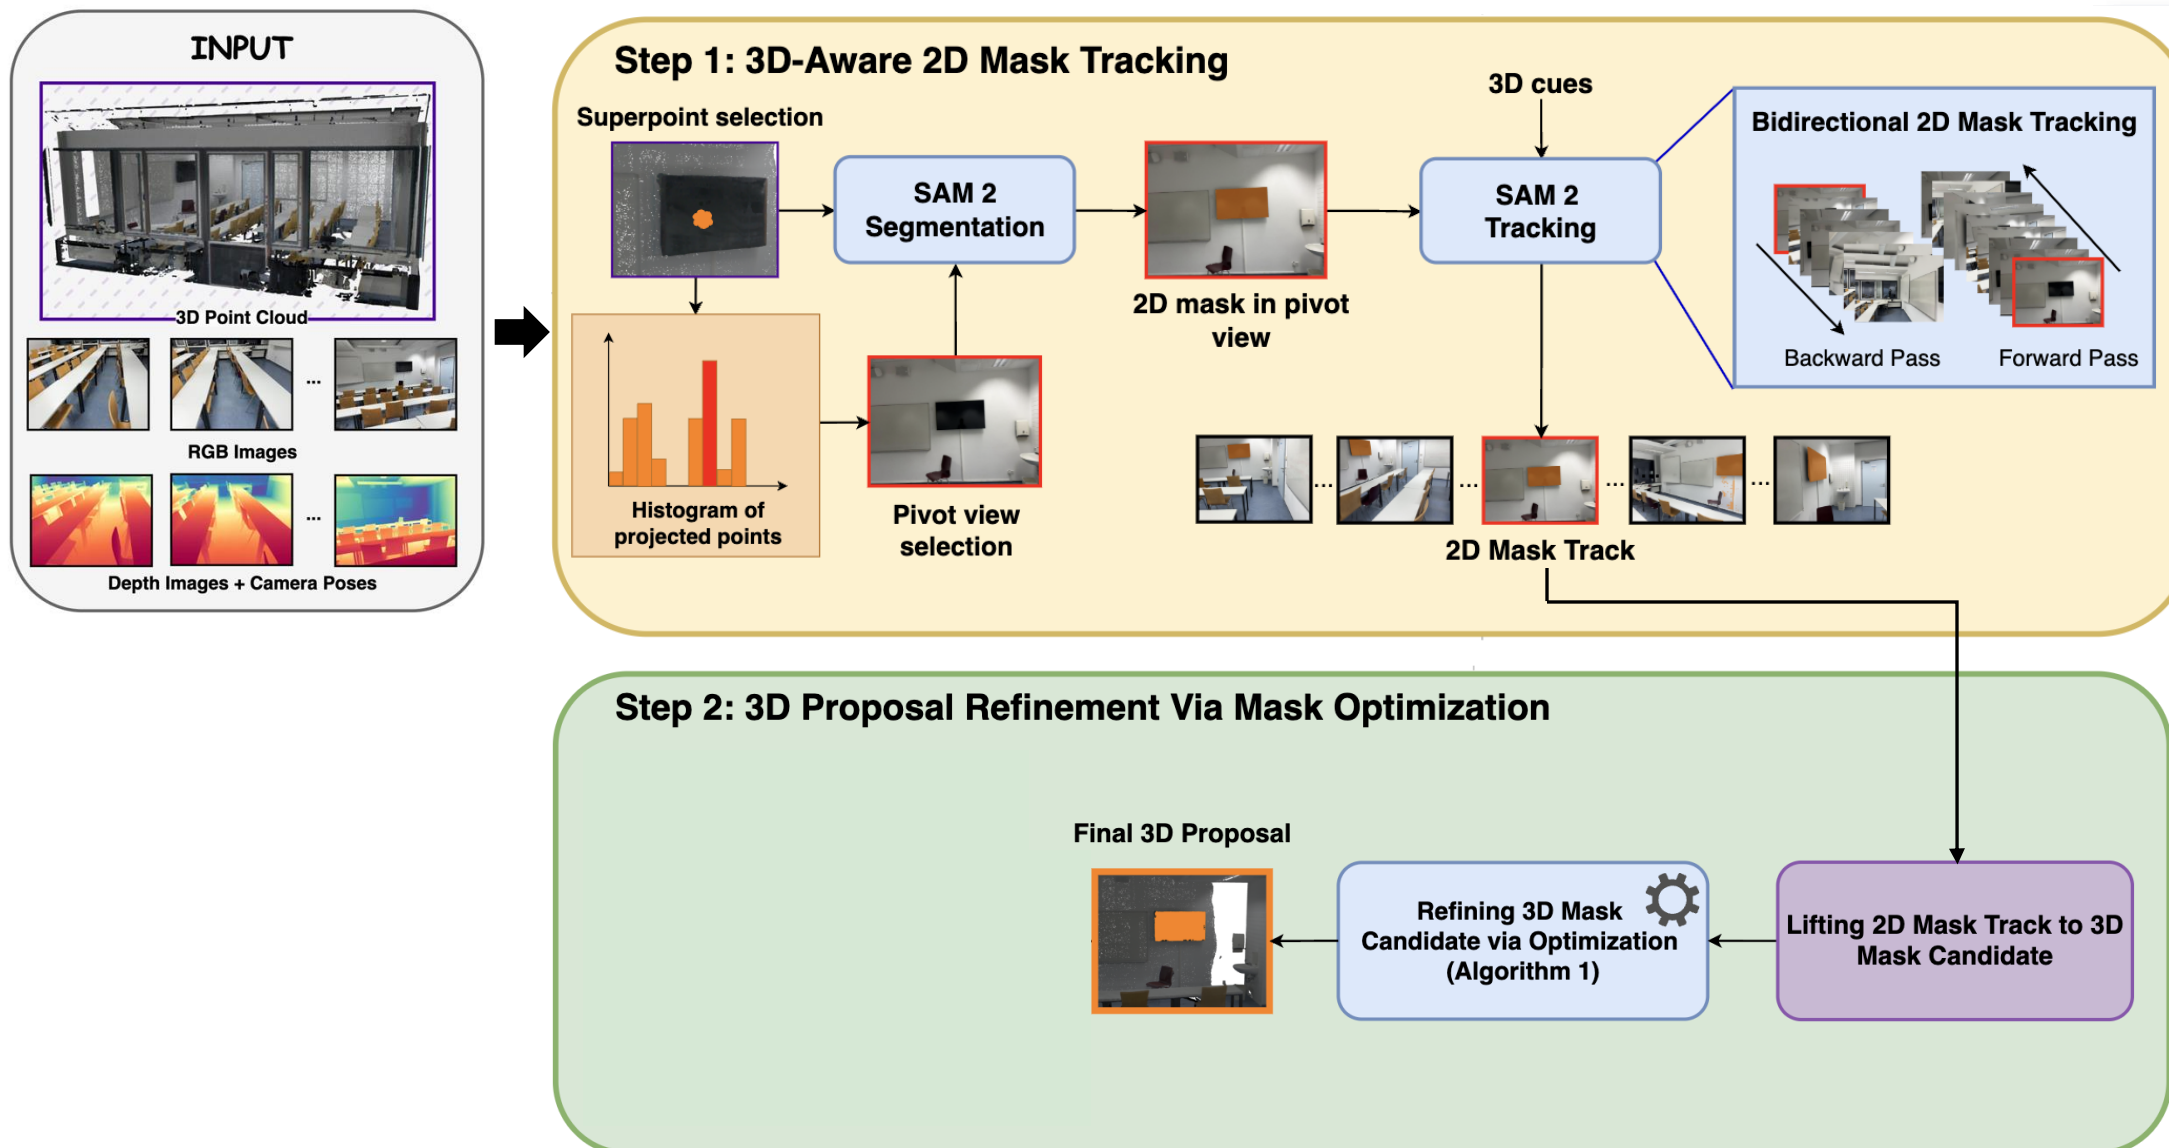 INPUT
3D Point Cloud
...
RGB Images
...
Depth Images + Camera Poses
Step 1: 3D-Aware 2D Mask Tracking
Superpoint selection
SAM 2
Segmentation
Histogram of
projected points
Pivot view
selection
2D mask in pivot
view
3D cues
SAM 2
Tracking
Bidirectional 2D Mask Tracking
Backward Pass
Forward Pass
...
...
...
...
2D Mask Track
Step 2: 3D Proposal Refinement Via Mask Optimization
Final 3D Proposal
Refining 3D Mask
Candidate via Optimization
(Algorithm 1)
Lifting 2D Mask Track to 3D
Mask Candidate